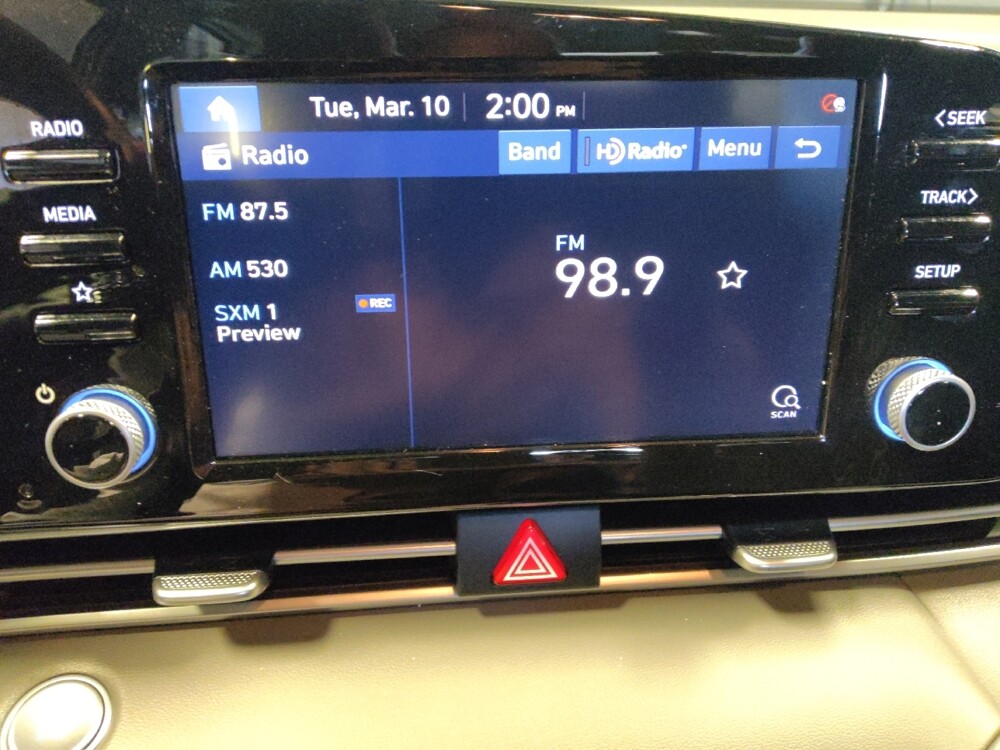 Tue, Mar. 10 2:00 PM
Radio Band HD Radio Menu
FM 87.5
AM 530
SXM 1
Preview
REC
FM
98.9
SCAN
RADIO
MEDIA
<SEEK
TRACK>
SETUP